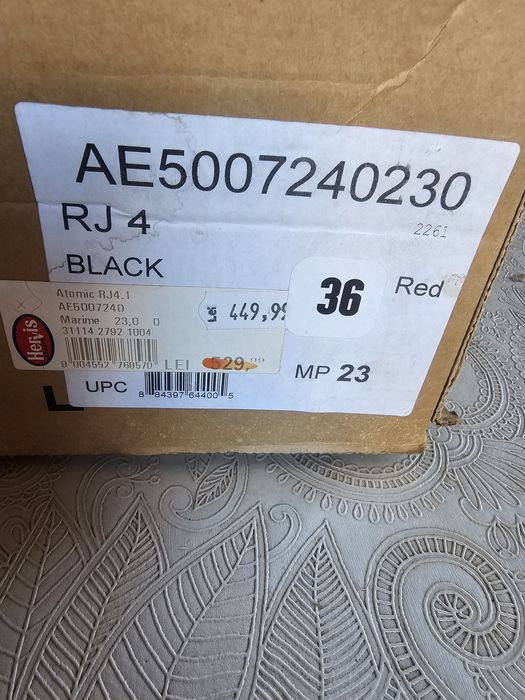 AE5007240230
RJ 4
2261
BLACK
Red
36
Atomic RJ4.1
AE5007240
Marime 23,0 0
31114 2792 1004
Lei 449,99
Hervis
9 004552 768570
LEI 529,99
MP 23
UPC
8 84397 64400 5